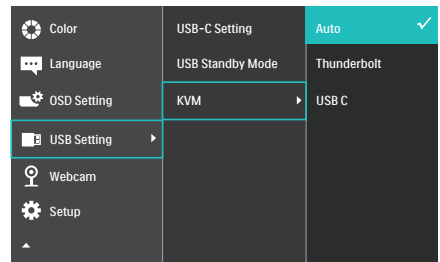 Color
Language
OSD Setting
USB Setting
Webcam
Setup
USB-C Setting
USB Standby Mode
KVM
Auto
Thunderbolt
USB C